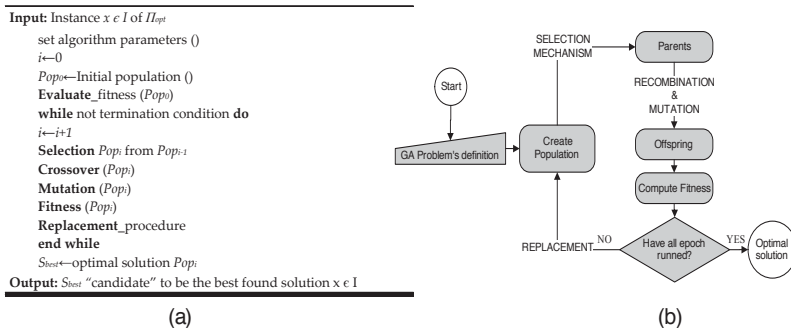 Input: Instance x ϵ I of Πopt
set algorithm parameters ()
i←0
Pop₀←Initial population ()
Evaluate_fitness (Pop₀)
while not termination condition do
i←i+1
Selection Popᵢ from Popᵢ₋₁
Crossover (Popᵢ)
Mutation (Popᵢ)
Fitness (Popᵢ)
Replacement_procedure
end while
Sbest←optimal solution Popᵢ
Output: Sbest “candidate” to be the best found solution x ϵ I
(a)
Start
GA Problem's definition
Create
Population
SELECTION
MECHANISM
Parents
RECOMBINATION
&
MUTATION
Offspring
Compute Fitness
Have all epoch
runned?
NO
REPLACEMENT
YES
Optimal
solution
(b)